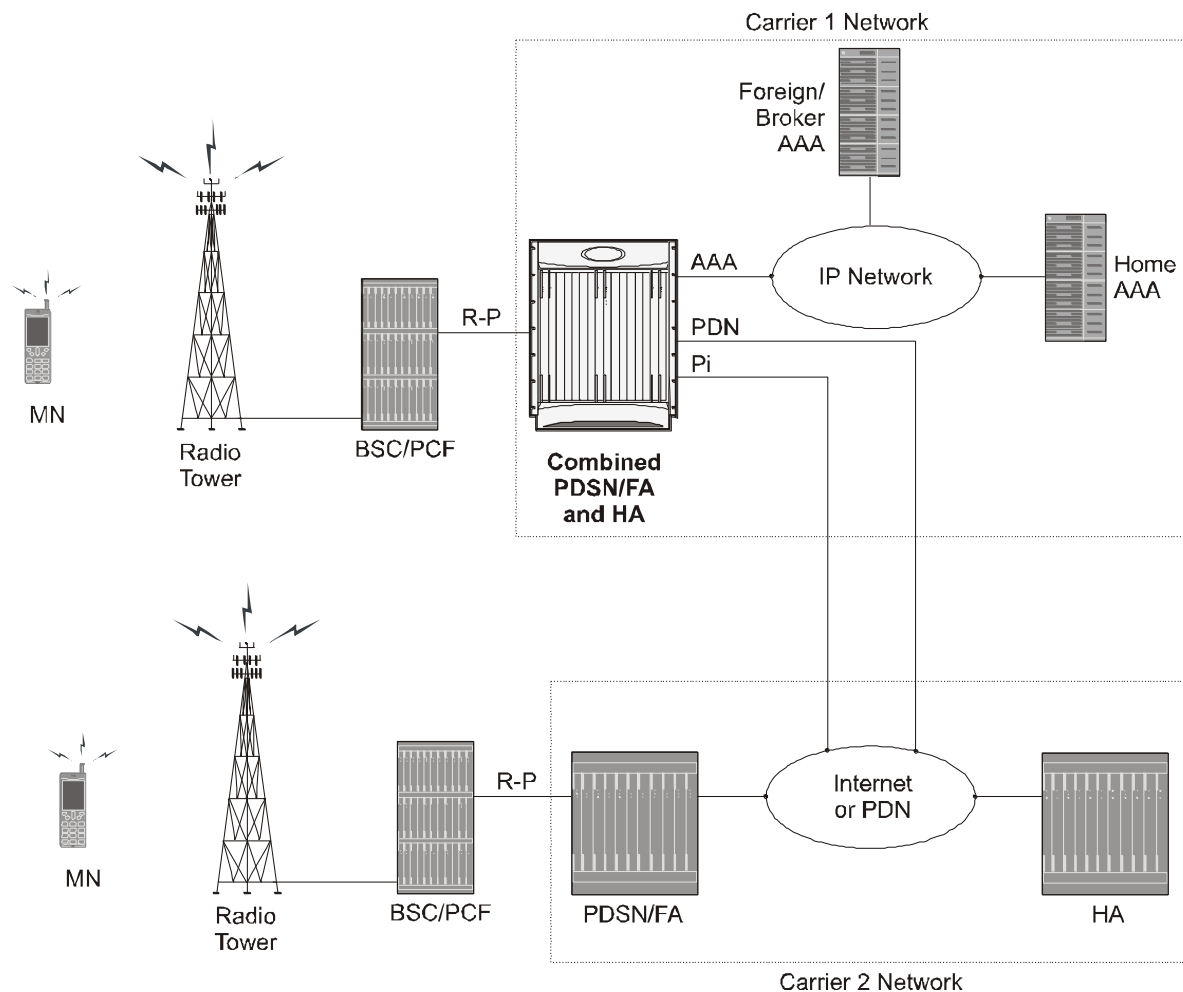 Carrier 1 Network
Foreign/
Broker
AAA
AAA
IP Network
Home
AAA
R-P
PDN
Pi
MN
Radio
Tower
BSC/PCF
Combined
PDSN/FA
and HA
R-P
Internet
or PDN
MN
Radio
Tower
BSC/PCF
PDSN/FA
HA
Carrier 2 Network